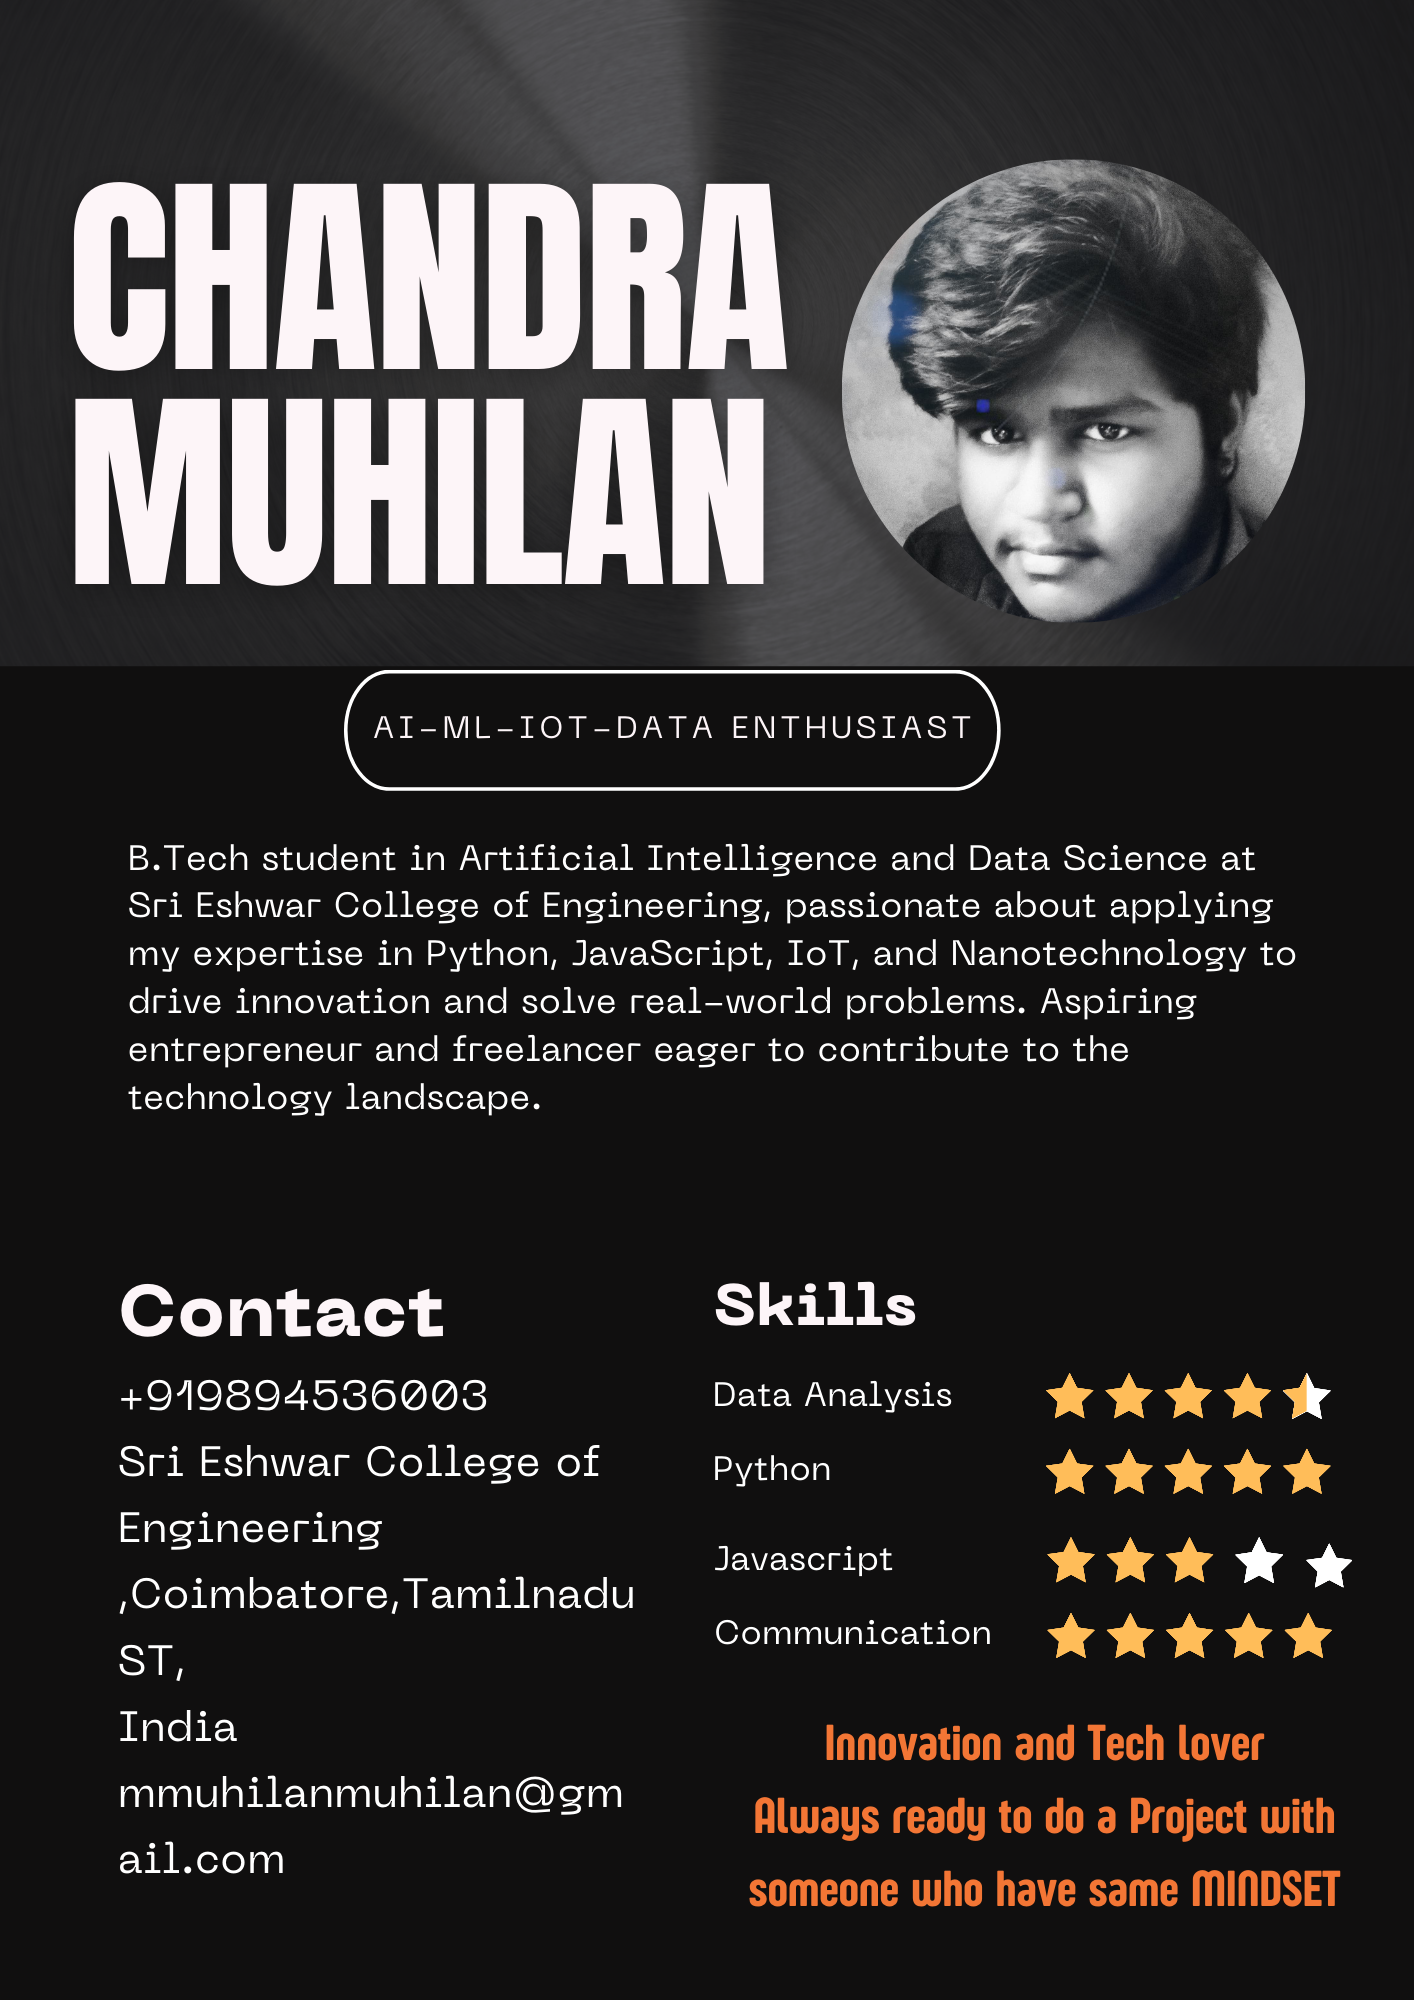 CHANDRA
MUHILAN
AI-ML-IOT-DATA ENTHUSIAST
B.Tech student in Artificial Intelligence and Data Science at
Sri Eshwar College of Engineering, passionate about applying
my expertise in Python, JavaScript, IoT, and Nanotechnology to
drive innovation and solve real-world problems. Aspiring
entrepreneur and freelancer eager to contribute to the
technology landscape.
Contact
+919894536003
Sri Eshwar College of
Engineering
,Coimbatore,Tamilnadu
ST,
India
mmuhilanmuhilan@gm
ail.com
Skills
Data Analysis
Python
Javascript
Communication
Innovation and Tech lover
Always ready to do a Project with
someone who have same MINDSET